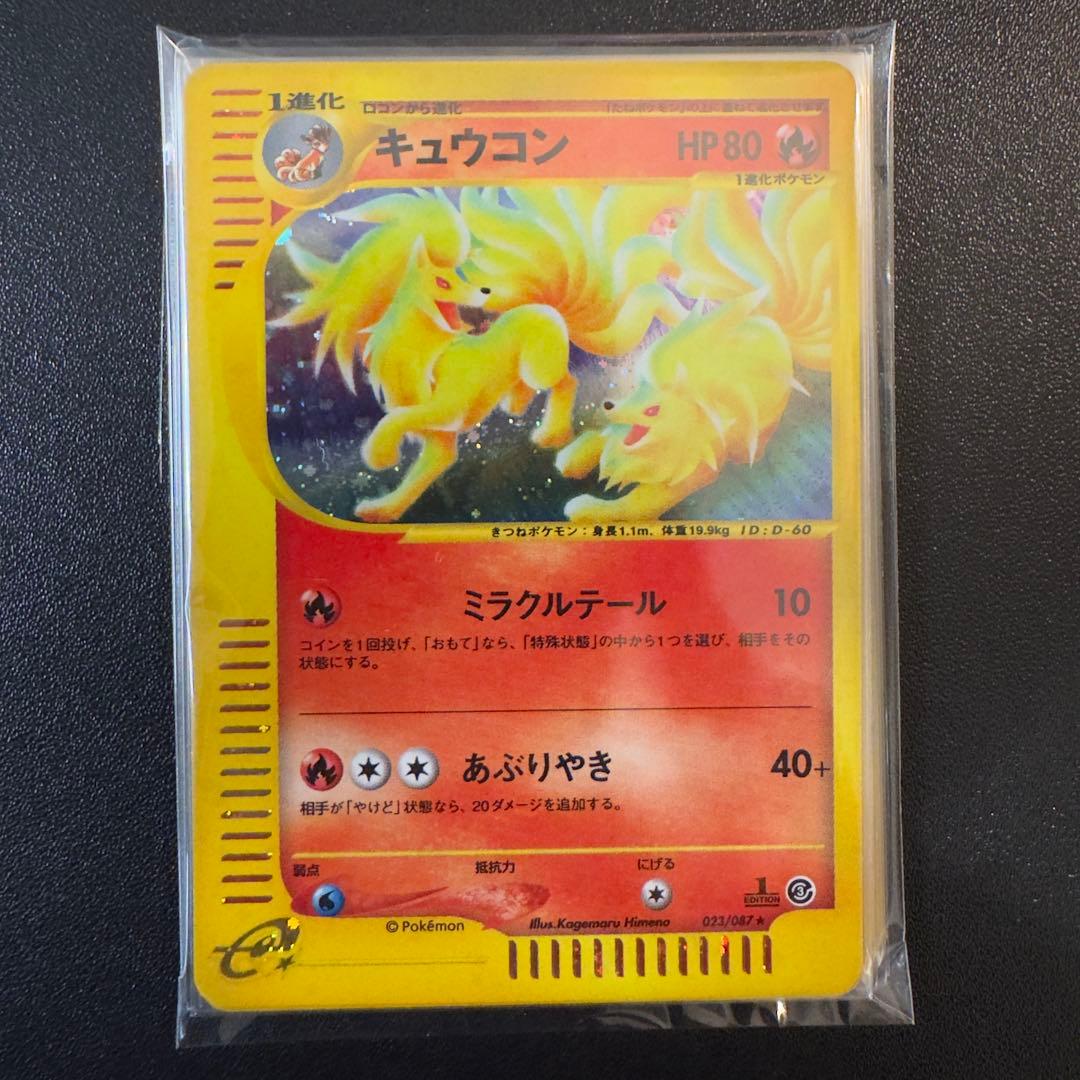 1進化 ロコンから進化 「たねポケモン」の上に重ねて進化させます
キュウコン HP80
1進化ポケモン
きつねポケモン：身長1.1m、体重19.9kg ID:D-60
ミラクルテール 10
コインを1回投げ、「おもて」なら、「特殊状態」の中から1つを選び、相手をその
状態にする。
あぶりやき 40+
相手が「やけど」状態なら、20ダメージを追加する。
弱点 抵抗力 にげる
1
EDITION
3
©Pokémon Illus.Kagemaru Himeno 023/087★
e